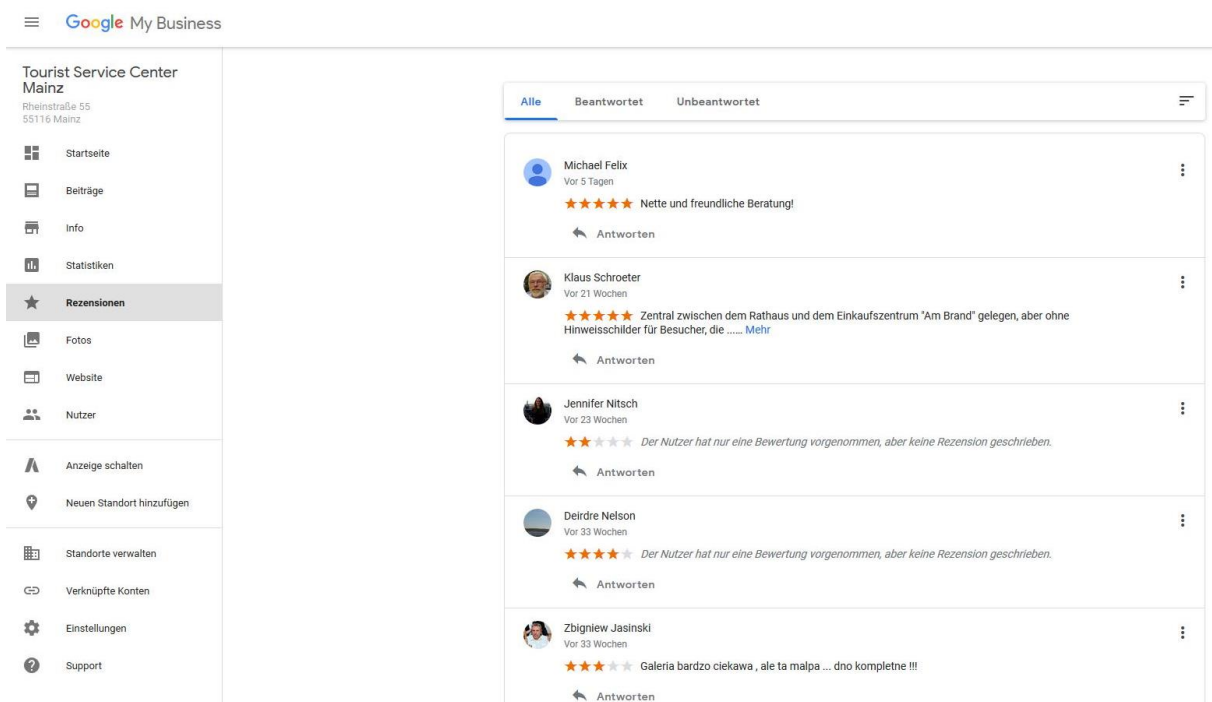 Google My Business
Tourist Service Center
Mainz
Rheinstraße 55
55116 Mainz
Startseite
Beiträge
Info
Statistiken
Rezensionen
Fotos
Website
Nutzer
Anzeige schalten
Neuen Standort hinzufügen
Standorte verwalten
Verknüpfte Konten
Einstellungen
Support
Alle Beantwortet Unbeantwortet
Michael Felix
Vor 5 Tagen
Nette und freundliche Beratung!
Antworten
Klaus Schroeter
Vor 21 Wochen
Zentral zwischen dem Rathaus und dem Einkaufszentrum "Am Brand" gelegen, aber ohne
Hinweisschilder für Besucher, die ...... Mehr
Antworten
Jennifer Nitsch
Vor 23 Wochen
Der Nutzer hat nur eine Bewertung vorgenommen, aber keine Rezension geschrieben.
Antworten
Deirdre Nelson
Vor 33 Wochen
Der Nutzer hat nur eine Bewertung vorgenommen, aber keine Rezension geschrieben.
Antworten
Zbigniew Jasinski
Vor 33 Wochen
Galeria bardzo ciekawa , ale ta malpa ... dno kompletne !!!
Antworten